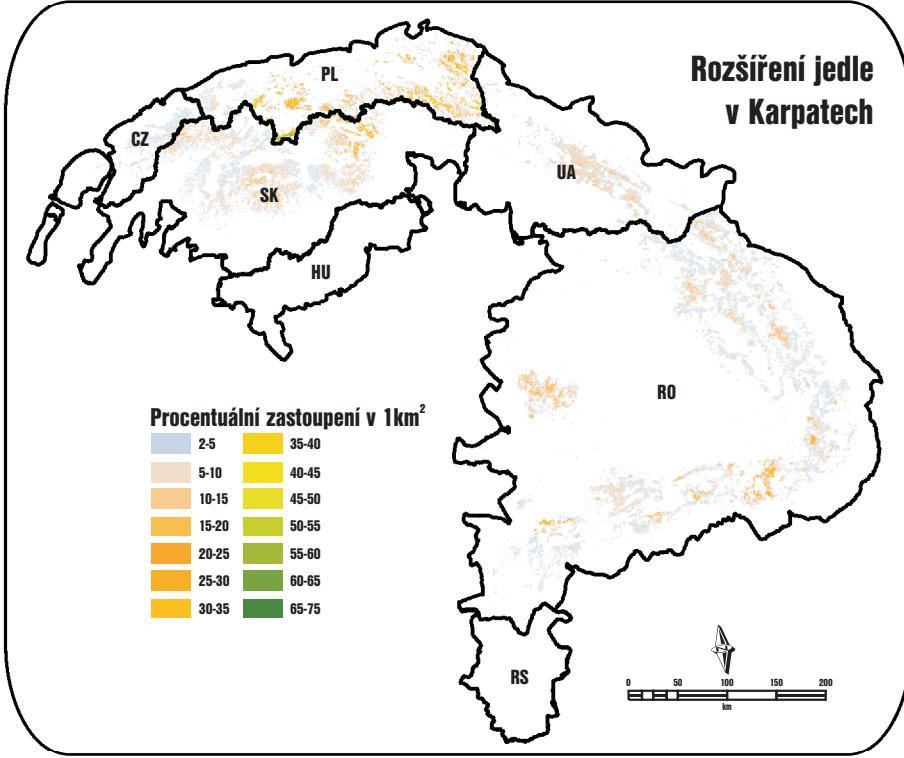 Rozšíření jedle
v Karpatech
PL
CZ
SK
UA
HU
RO
RS
Procentuální zastoupení v 1km²
2-5
5-10
10-15
15-20
20-25
25-30
30-35
35-40
40-45
45-50
50-55
55-60
60-65
65-75
0 50 100 150 200
km